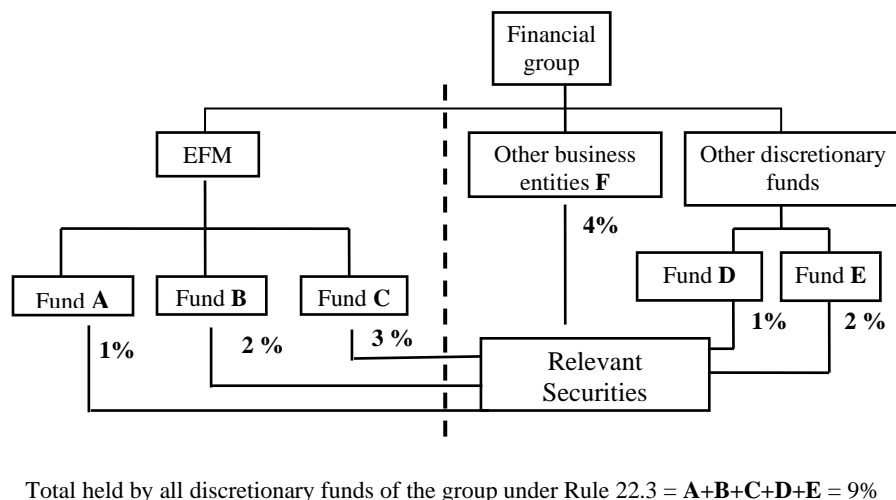 Financial
group
EFM
Other business
entities F
Other discretionary
funds
4%
Fund A
Fund B
Fund C
Fund D
Fund E
1%
2 %
3 %
1%
2 %
Relevant
Securities
Total held by all discretionary funds of the group under Rule 22.3 = A+B+C+D+E = 9%